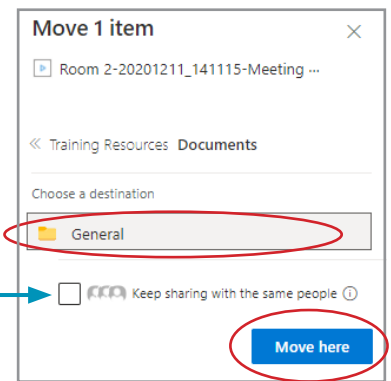 Move 1 item
Room 2-20201211_141115-Meeting ···
Training Resources Documents
Choose a destination
General
Keep sharing with the same people
Move here